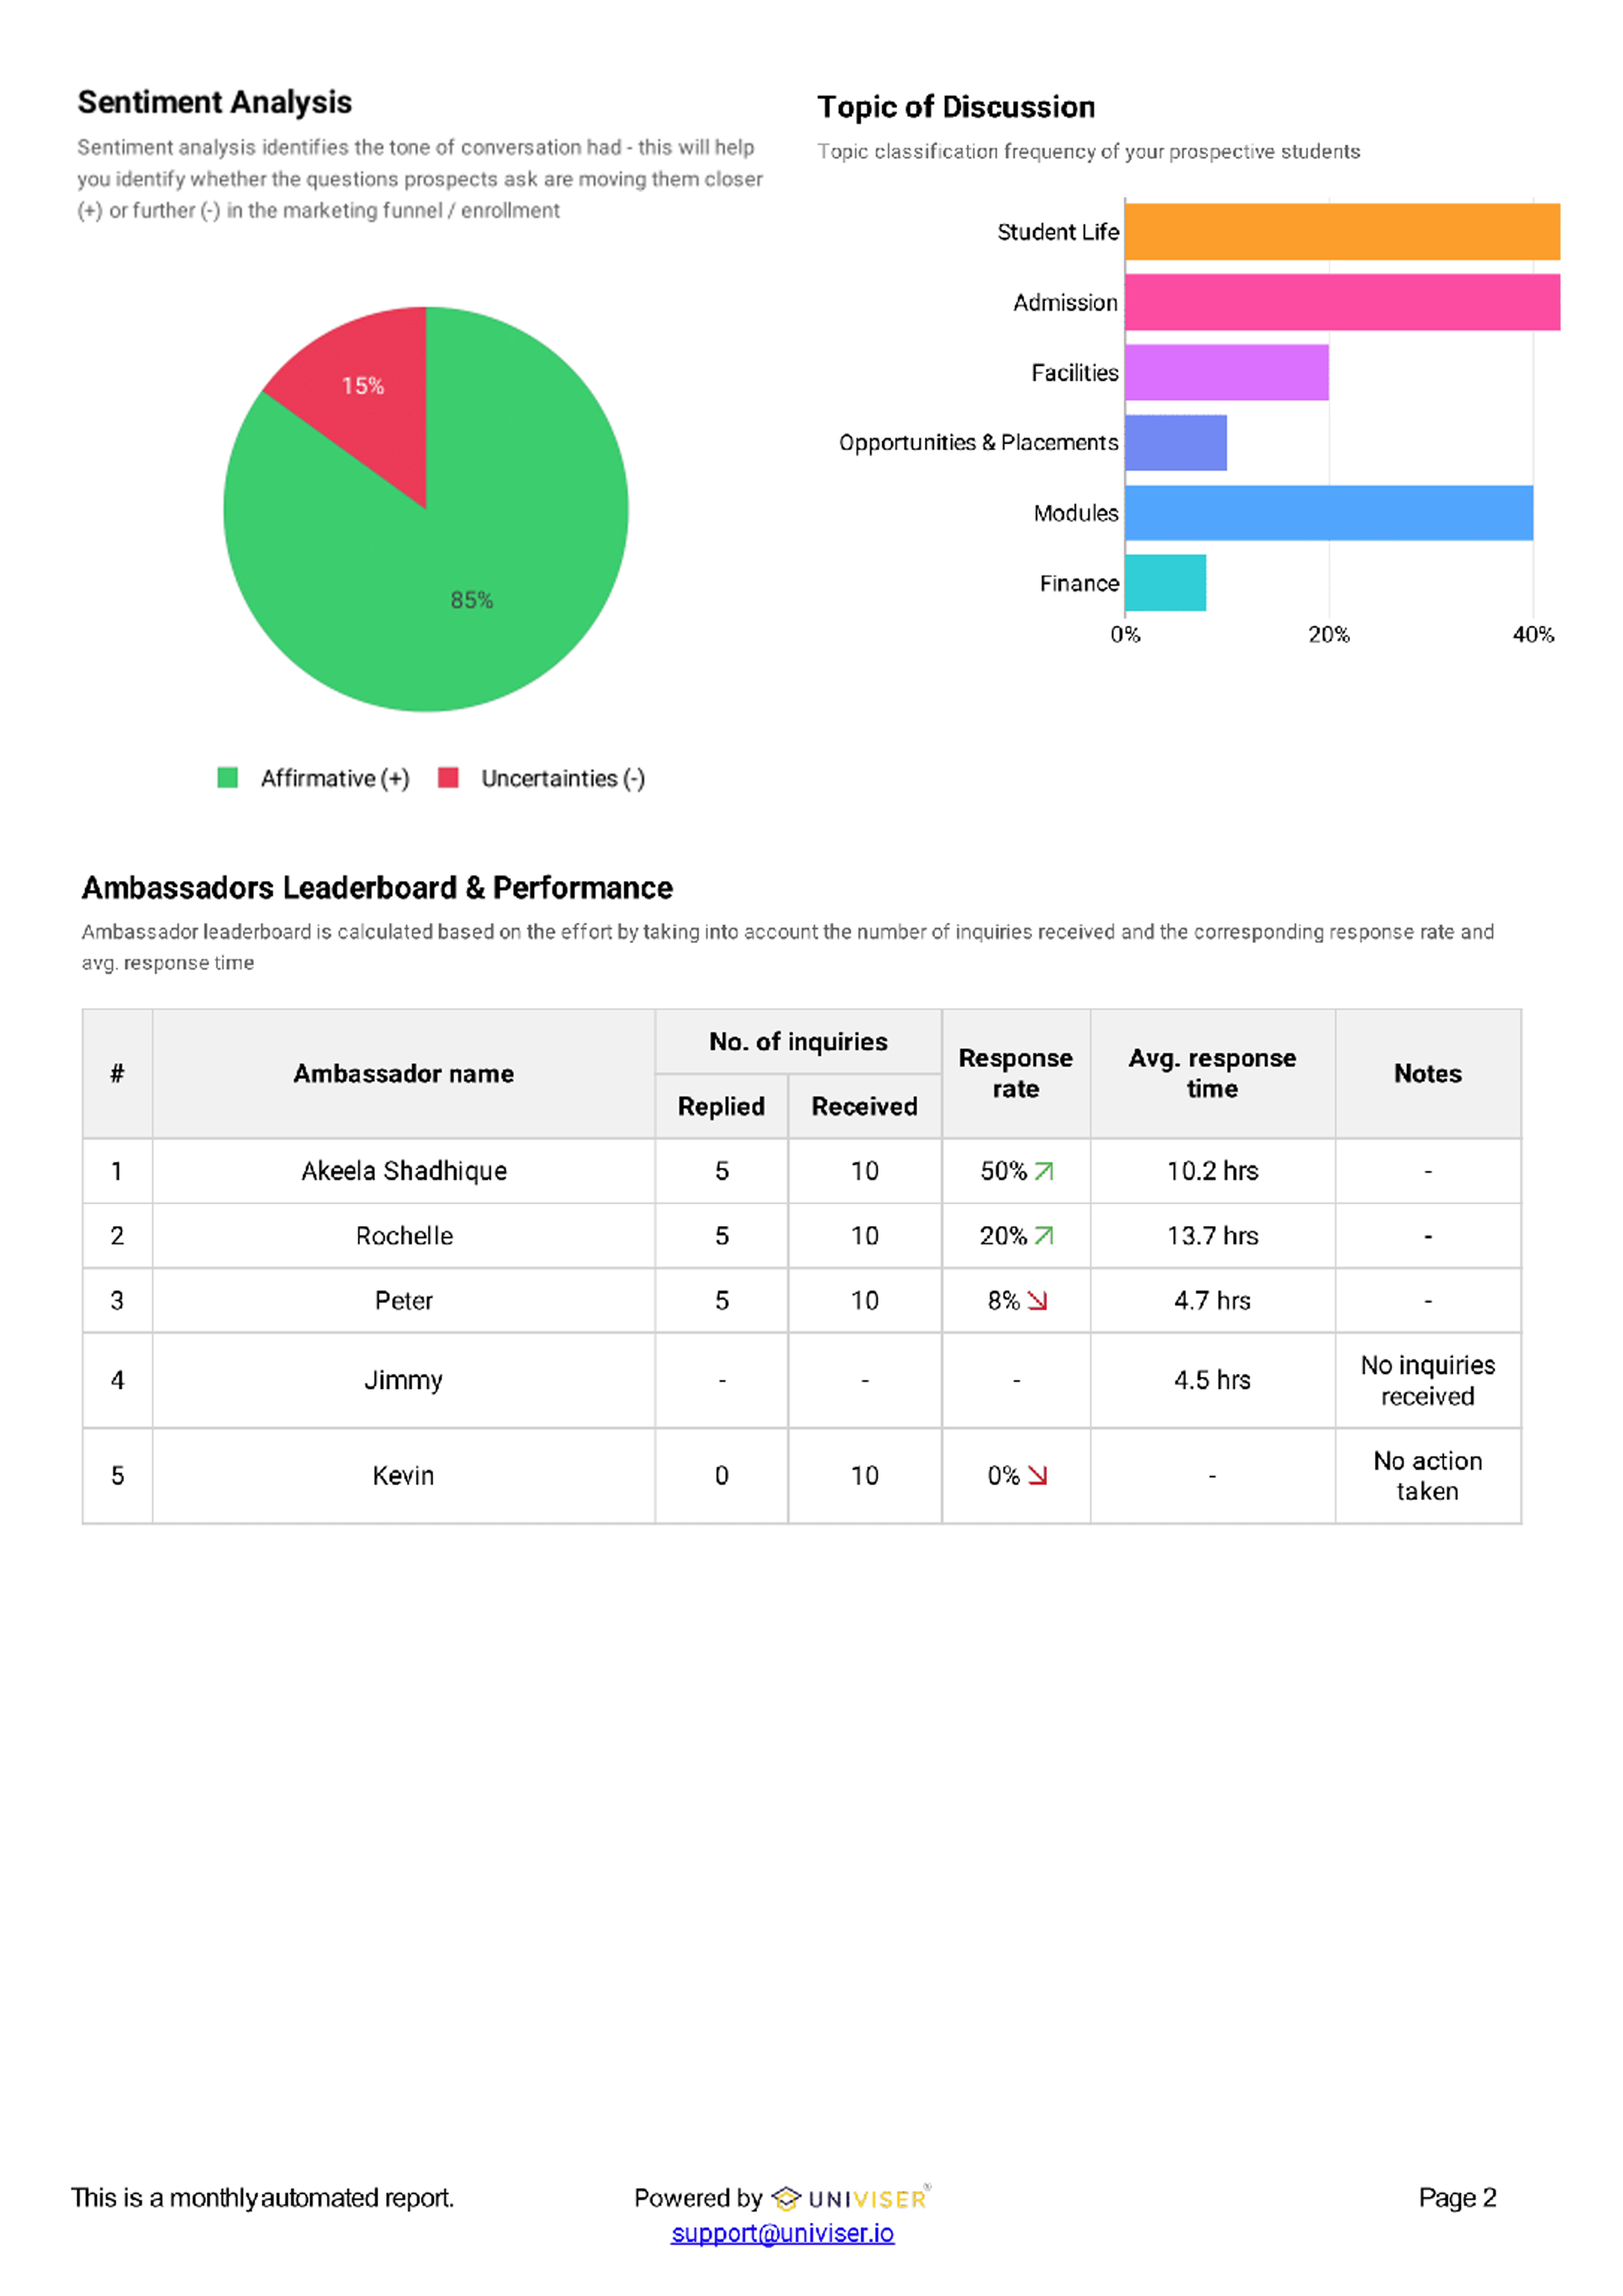 Sentiment Analysis
Sentiment analysis identifies the tone of conversation had - this will help
you identify whether the questions prospects ask are moving them closer
(+) or further (-) in the marketing funnel / enrollment
15%
85%
Affirmative (+) Uncertainties (-)
Topic of Discussion
Topic classification frequency of your prospective students
Student Life
Admission
Facilities
Opportunities & Placements
Modules
Finance
0% 20% 40%
Ambassadors Leaderboard & Performance
Ambassador leaderboard is calculated based on the effort by taking into account the number of inquiries received and the corresponding response rate and
avg. response time
# Ambassador name No. of inquiries Response rate Avg. response time Notes
Replied Received
1 Akeela Shadhique 5 10 50% 10.2 hrs -
2 Rochelle 5 10 20% 13.7 hrs -
3 Peter 5 10 8% 4.7 hrs -
4 Jimmy - - - 4.5 hrs No inquiries received
5 Kevin 0 10 0% - No action taken
This is a monthly automated report. Powered by UNIVISER® Page 2
support@univiser.io